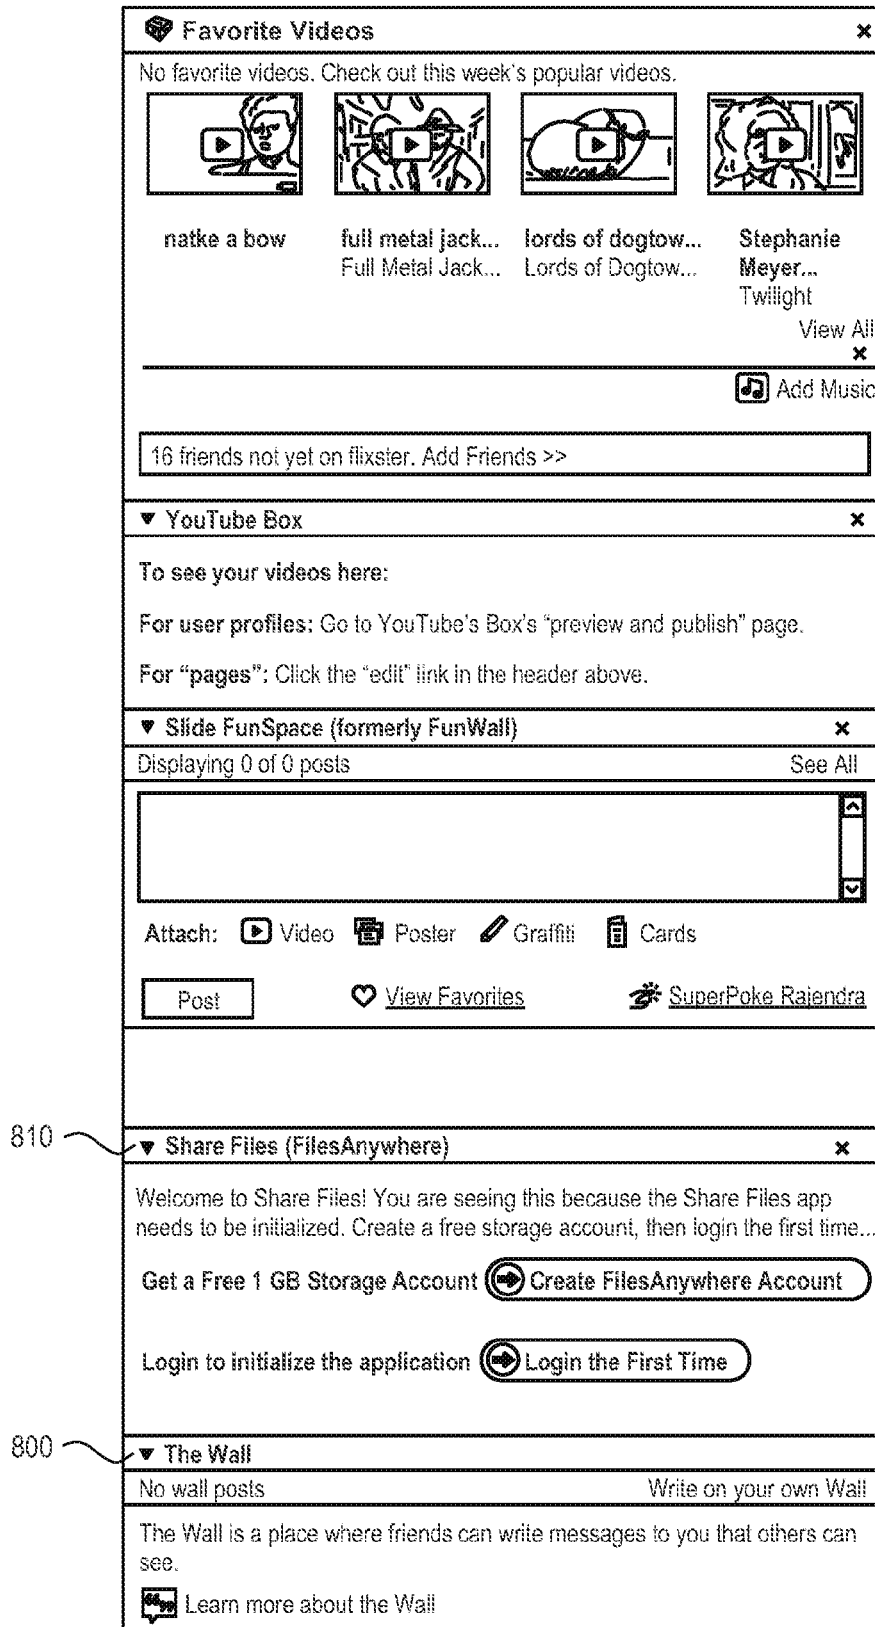 Favorite Videos
No favorite videos. Check out this week's popular videos.
natke a bow
full metal jack...
Full Metal Jack...
lords of dogtow...
Lords of Dogtow...
Stephanie
Meyer...
Twilight
View All
Add Music
16 friends not yet on flixster. Add Friends >>
YouTube Box
To see your videos here:
For user profiles: Go to YouTube's Box's “preview and publish” page.
For “pages”: Click the “edit” link in the header above.
Slide FunSpace (formerly FunWall)
Displaying 0 of 0 posts See All
Attach: Video Poster Graffiti Cards
Post View Favorites SuperPoke Rajendra
810 Share Files (FilesAnywhere)
Welcome to Share Files! You are seeing this because the Share Files app
needs to be initialized. Create a free storage account, then login the first time...
Get a Free 1 GB Storage Account Create FilesAnywhere Account
Login to initialize the application Login the First Time
800 The Wall
No wall posts Write on your own Wall
The Wall is a place where friends can write messages to you that others can
see.
Learn more about the Wall